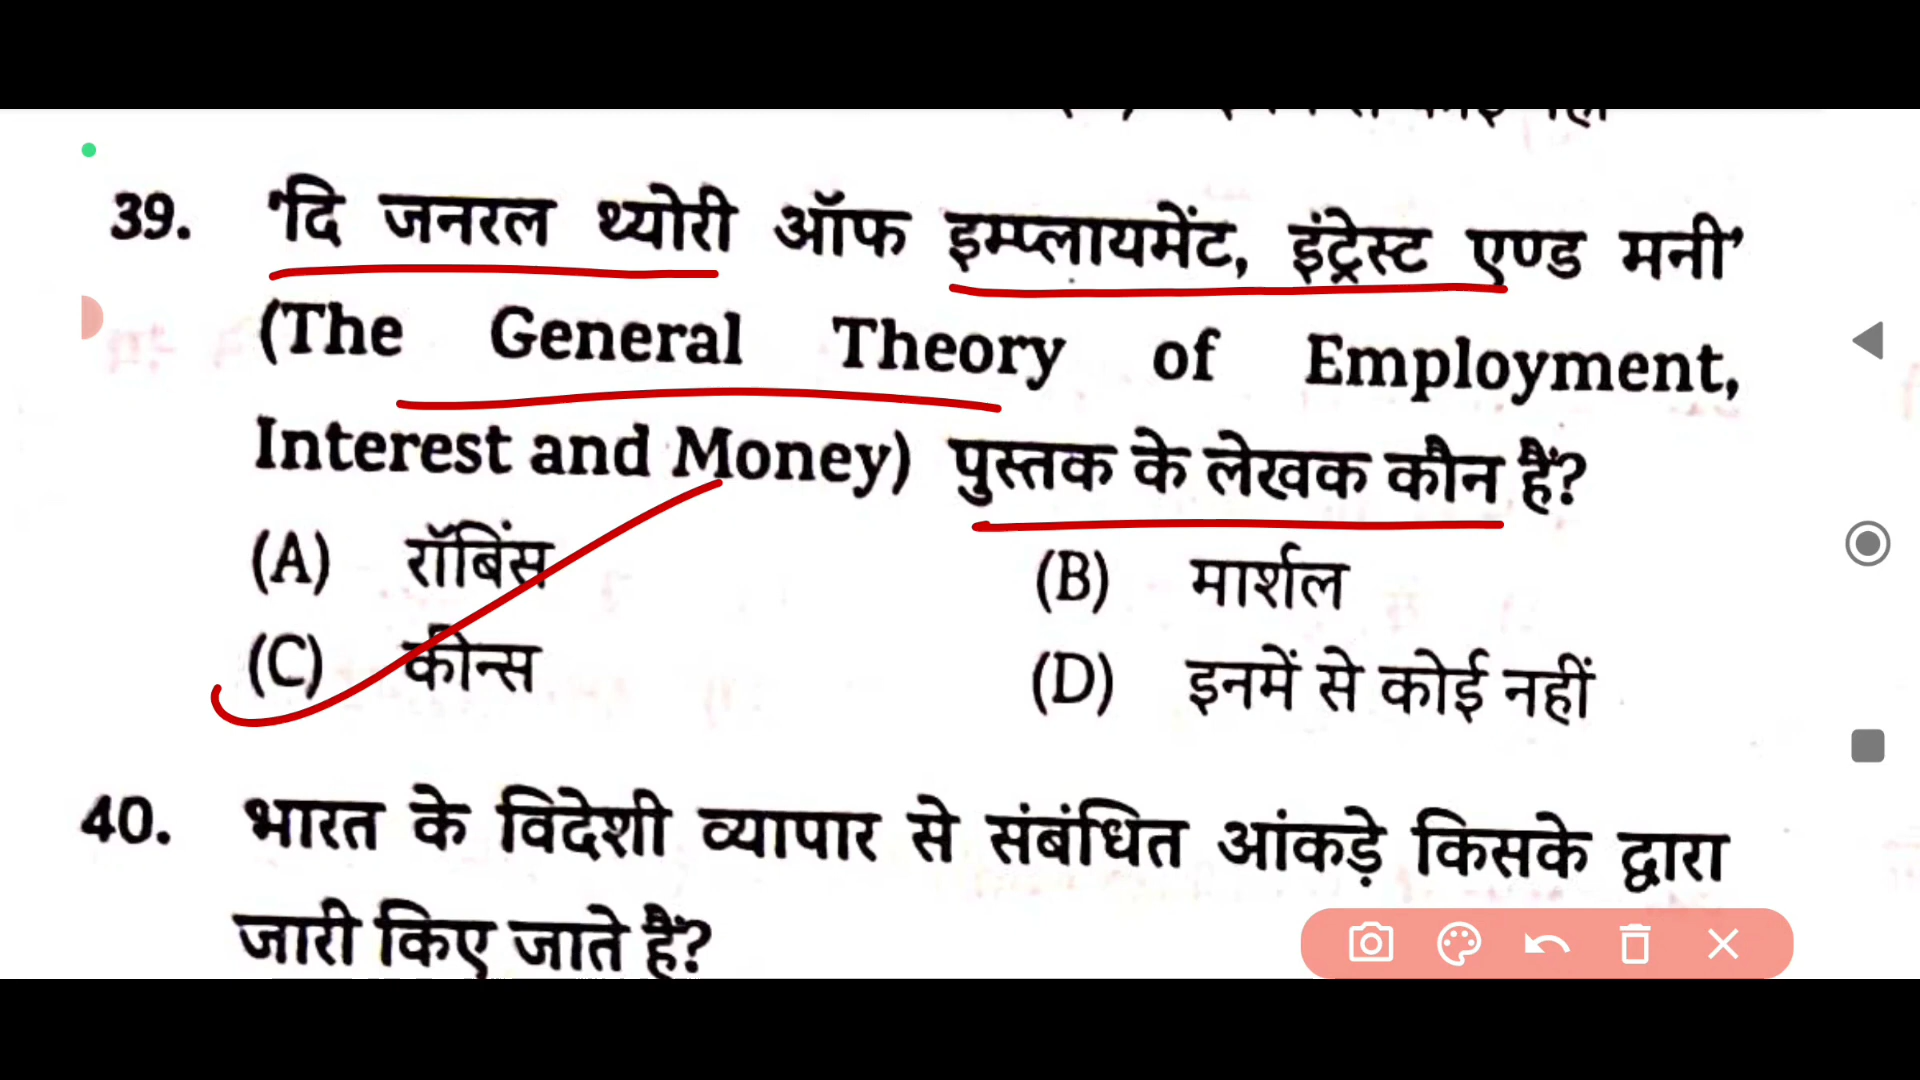 39. 'दि जनरल थ्योरी ऑफ इम्प्लायमेंट, इंट्रेस्ट एण्ड मनी'
(The General Theory of Employment,
Interest and Money) पुस्तक के लेखक कौन हैं?
(A) रॉबिंस (B) मार्शल
(C) कीन्स (D) इनमें से कोई नहीं
40. भारत के विदेशी व्यापार से संबंधित आंकड़े किसके द्वारा
जारी किए जाते हैं?